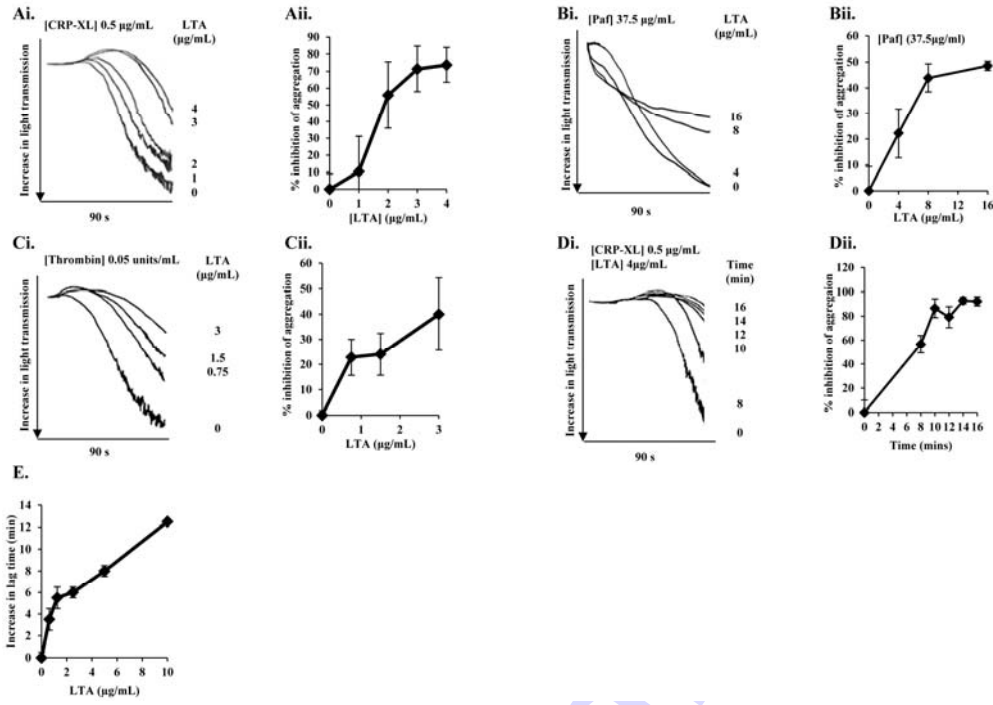 Ai.
[CRP-XL] 0.5 µg/mL
LTA
(µg/mL)
Increase in light transmission
4
3
2
1
0
90 s
Aii.
% inhibition of aggregation
90
80
70
60
50
40
30
20
10
0
0 1 2 3 4
[LTA] (µg/mL)
Bi.
[Paf] 37.5 µg/mL
LTA
(µg/mL)
Increase in light transmission
16
8
4
0
90 s
Bii.
[Paf] (37.5µg/ml)
% inhibition of aggregation
60
50
40
30
20
10
0
0 4 8 12 16
LTA (µg/mL)
Ci.
[Thrombin] 0.05 units/mL
LTA
(µg/mL)
Increase in light transmission
3
1.5
0.75
0
90 s
Cii.
% inhibition of aggregation
60
50
40
30
20
10
0
0 1 2 3
LTA (µg/mL)
Di.
[CRP-XL] 0.5 µg/mL
[LTA] 4µg/mL
Time
(min)
Increase in light transmission
16
14
12
10
8
0
90 s
Dii.
% inhibition of aggregaion
120
100
80
60
40
20
0
0 2 4 6 8 10 12 14 16
Time (mins)
E.
Increase in lag time (min)
14
12
10
8
6
4
2
0
0 2 4 6 8 10
LTA (µg/mL)